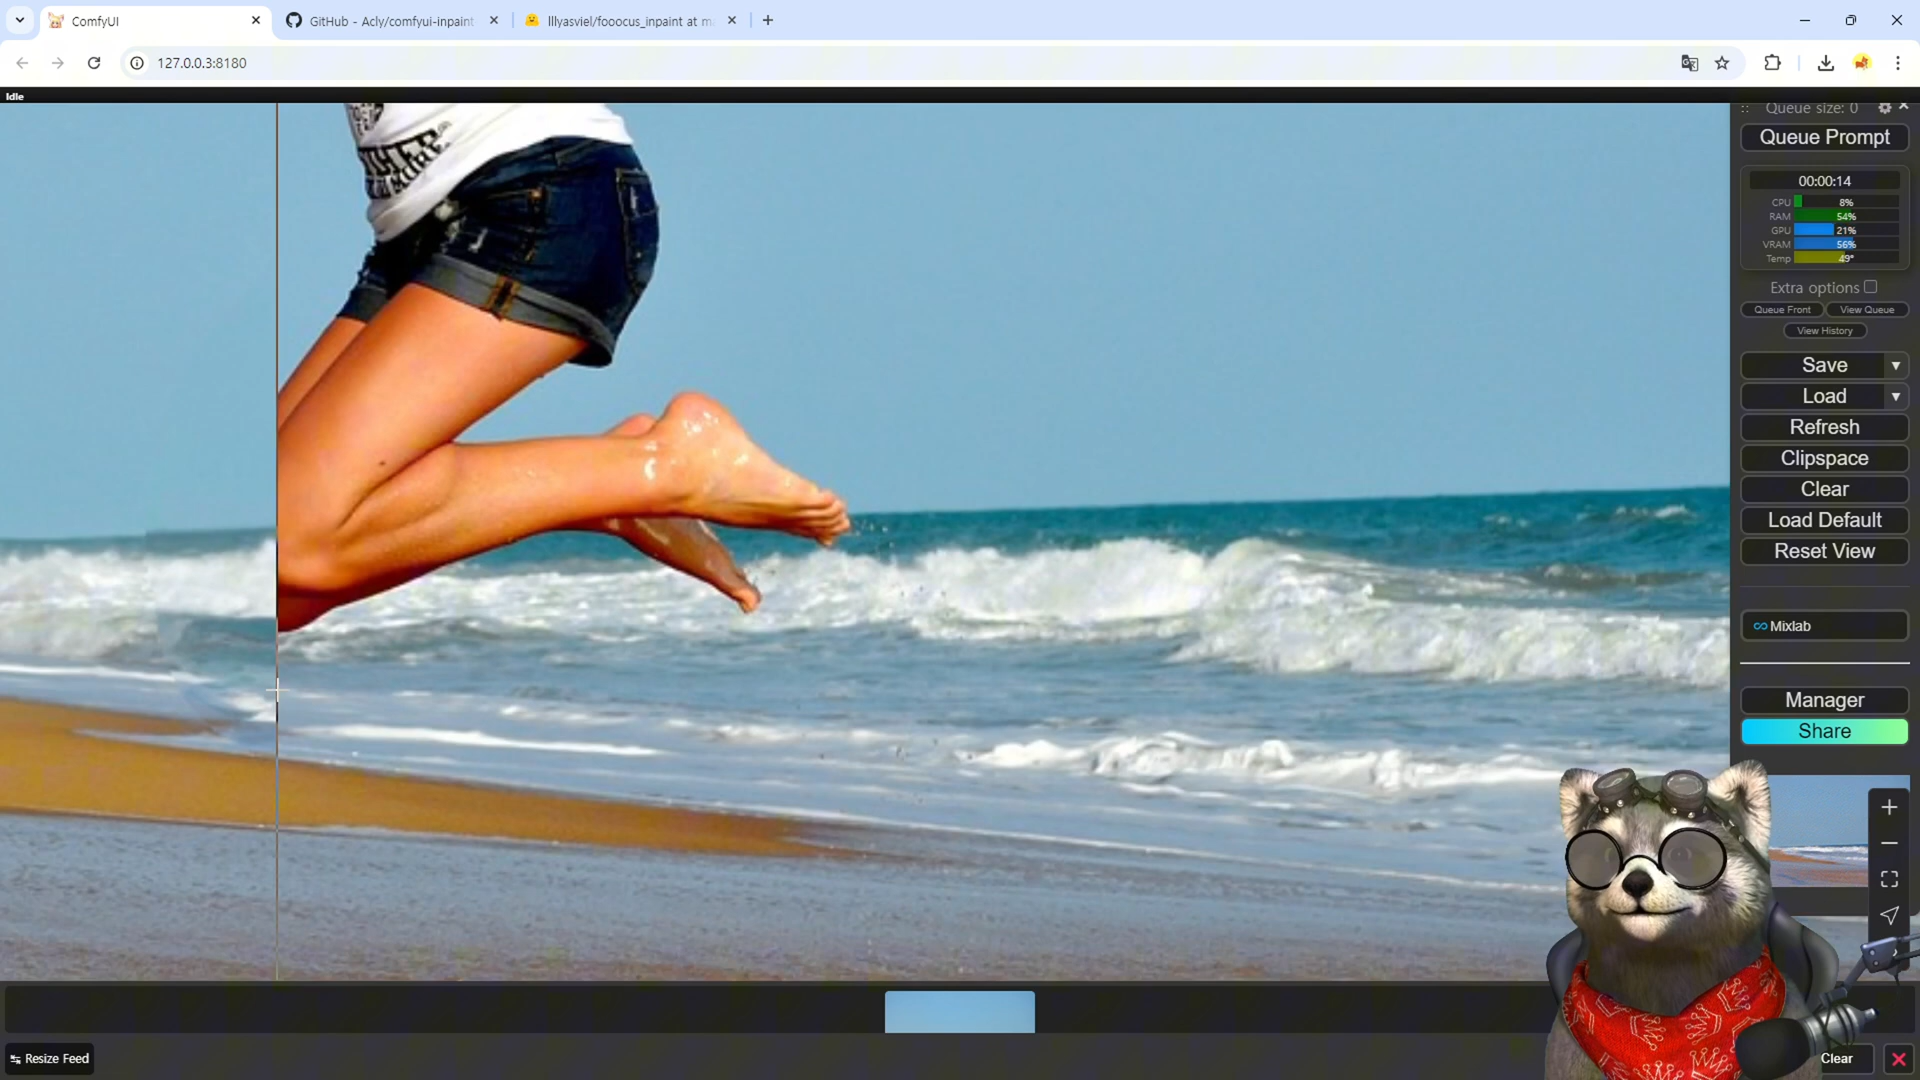 ComfyUI
GitHub - Acly/comfyui-inpaint
lllyasviel/fooocus_inpaint at m
127.0.0.3:8180
Idle
Queue size: 0
Queue Prompt
00:00:14
CPU 8%
RAM 54%
GPU 21%
VRAM 56%
Temp 49°
Extra options
Queue Front
View Queue
View History
Save
Load
Refresh
Clipspace
Clear
Load Default
Reset View
Mixlab
Manager
Share
Resize Feed
Clear